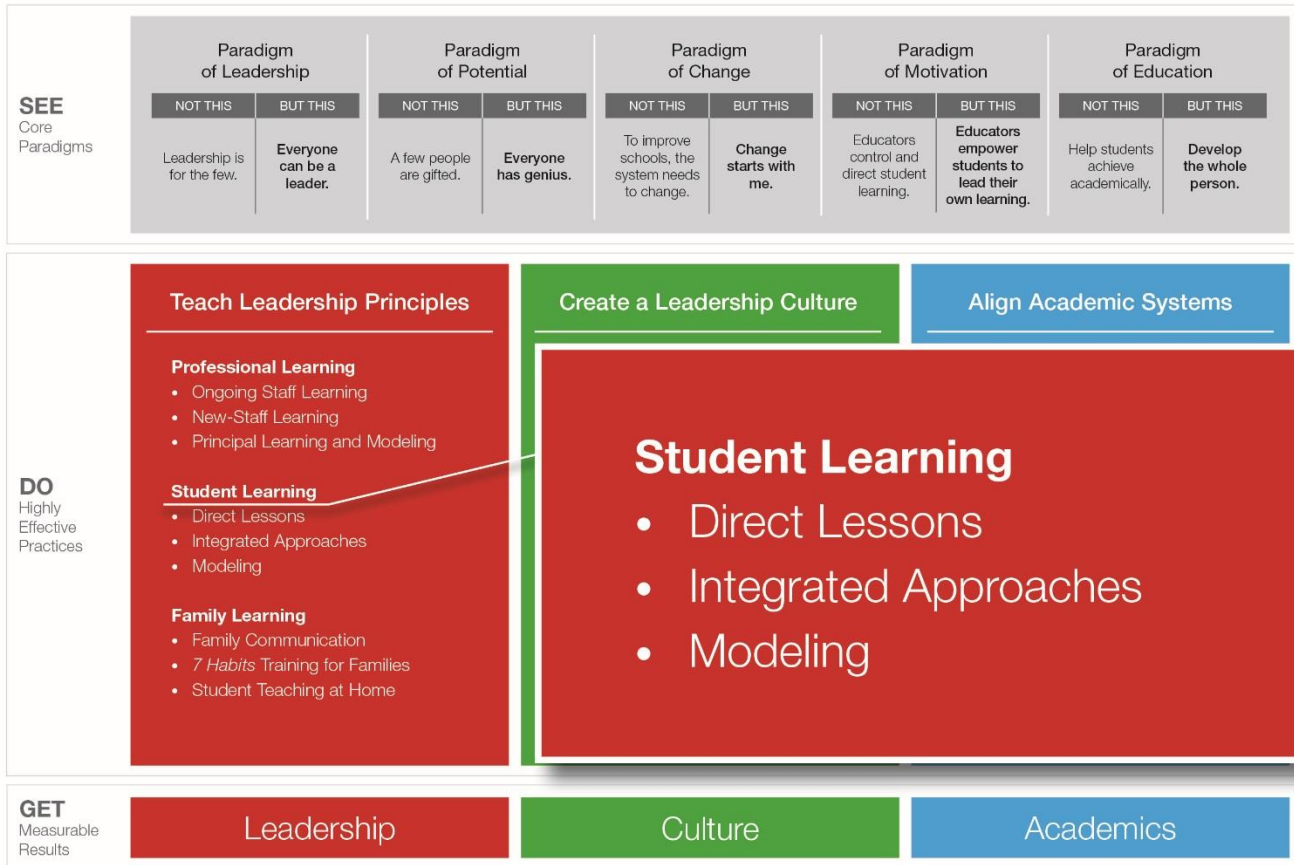 SEE
Core
Paradigms
Paradigm
of Leadership
NOT THIS
BUT THIS
Leadership is
for the few.
Everyone
can be a
leader.
Paradigm
of Potential
NOT THIS
BUT THIS
A few people
are gifted.
Everyone
has genius.
Paradigm
of Change
NOT THIS
BUT THIS
To improve
schools, the
system needs
to change.
Change
starts with
me.
Paradigm
of Motivation
NOT THIS
BUT THIS
Educators
control and
direct student
learning.
Educators
empower
students to
lead their
own learning.
Paradigm
of Education
NOT THIS
BUT THIS
Help students
achieve
academically.
Develop
the whole
person.
DO
Highly
Effective
Practices
Teach Leadership Principles
Professional Learning
• Ongoing Staff Learning
• New-Staff Learning
• Principal Learning and Modeling
Student Learning
• Direct Lessons
• Integrated Approaches
• Modeling
Family Learning
• Family Communication
• 7 Habits Training for Families
• Student Teaching at Home
Create a Leadership Culture
Align Academic Systems
Student Learning
• Direct Lessons
• Integrated Approaches
• Modeling
GET
Measurable
Results
Leadership
Culture
Academics